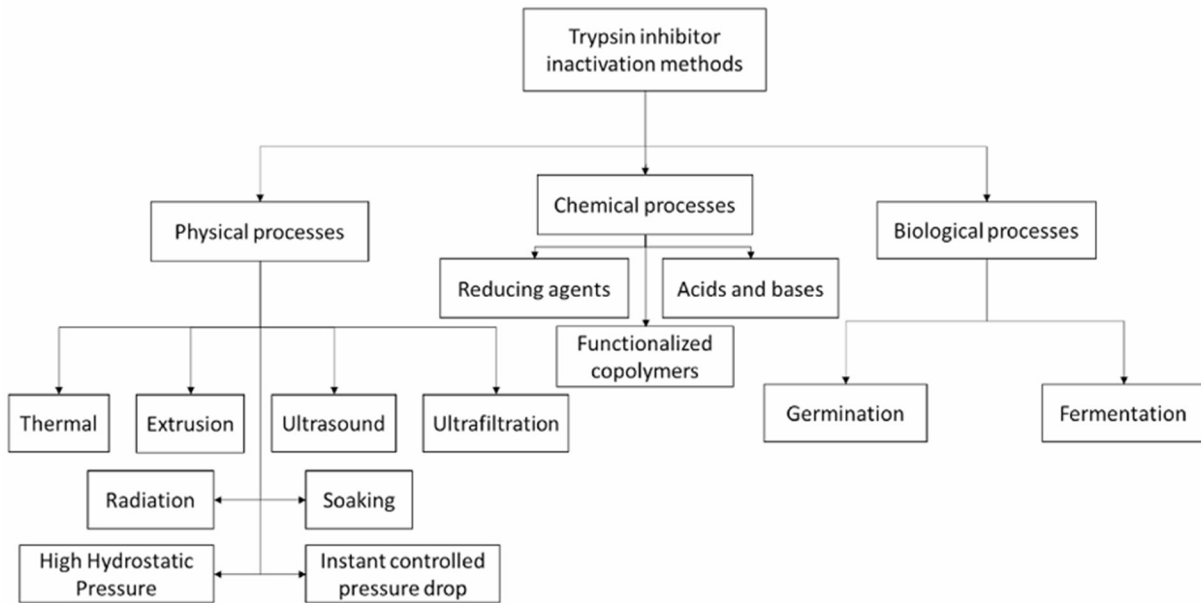 Trypsin inhibitor
inactivation methods
Physical processes
Chemical processes
Biological processes
Reducing agents
Acids and bases
Functionalized
copolymers
Thermal
Extrusion
Ultrasound
Ultrafiltration
Germination
Fermentation
Radiation
Soaking
High Hydrostatic
Pressure
Instant controlled
pressure drop